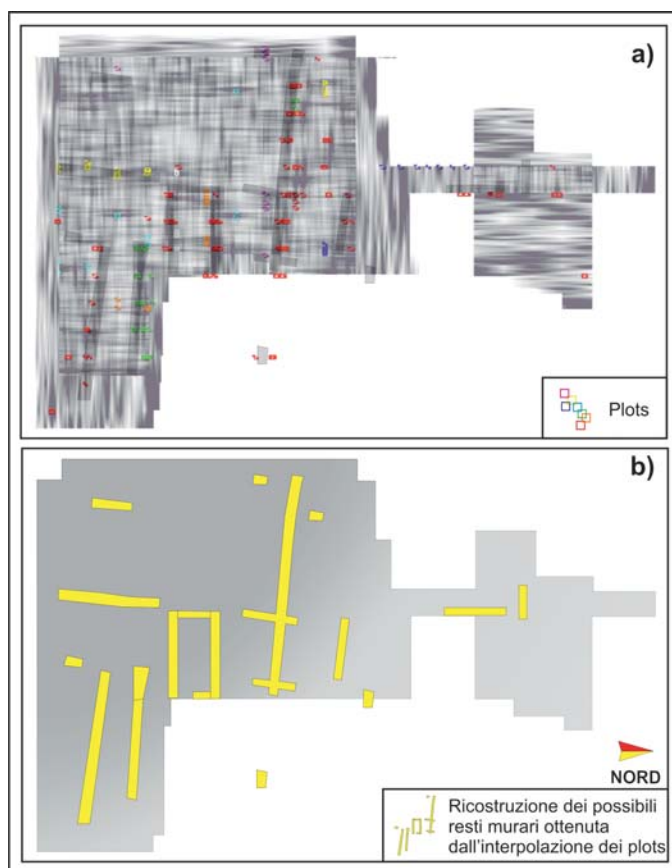 a)
Plots
b)
NORD
Ricostruzione dei possibili
resti murari ottenuta
dall'interpolazione dei plots